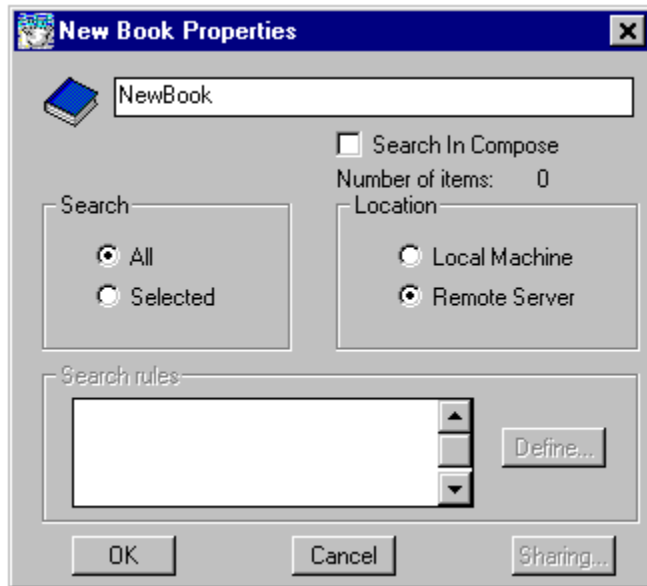 New Book Properties
NewBook
Search In Compose
Number of items: 0
Search
Location
All
Local Machine
Selected
Remote Server
Search rules
Define...
OK
Cancel
Sharing...